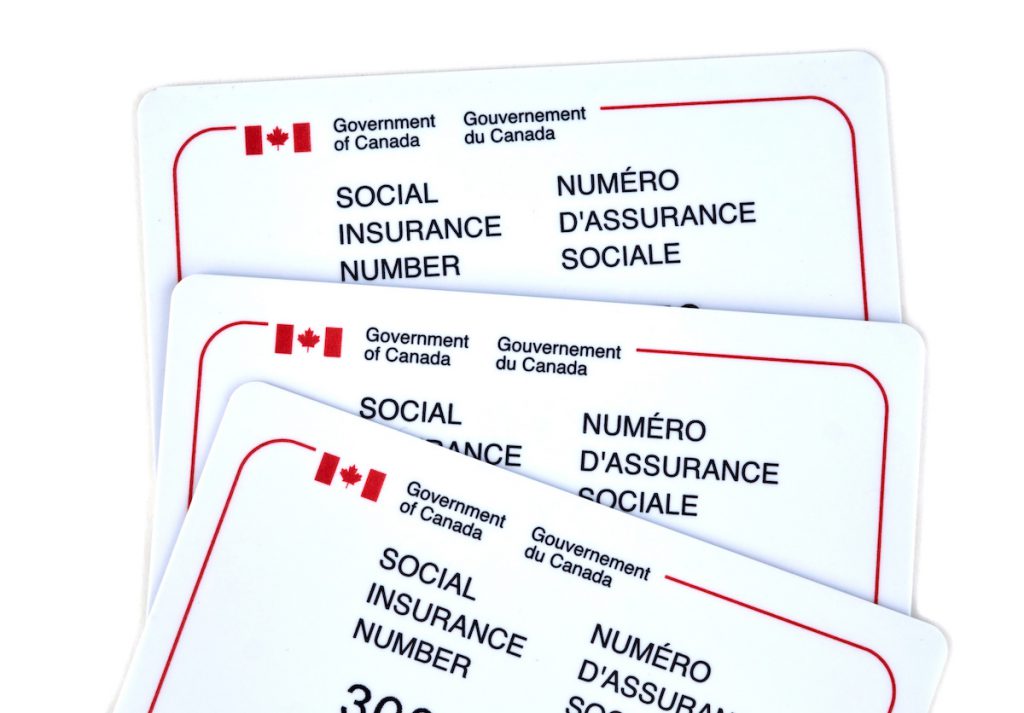 Government Gouvernement
of Canada du Canada
SOCIAL NUMÉRO
INSURANCE D'ASSURANCE
NUMBER SOCIALE
Government Gouvernement
of Canada du Canada
SOCIAL NUMÉRO
D'ASSURANCE
SOCIALE
Government Gouvernement
of Canada du Canada
SOCIAL NUMÉRO
INSURANCE
NUMBER